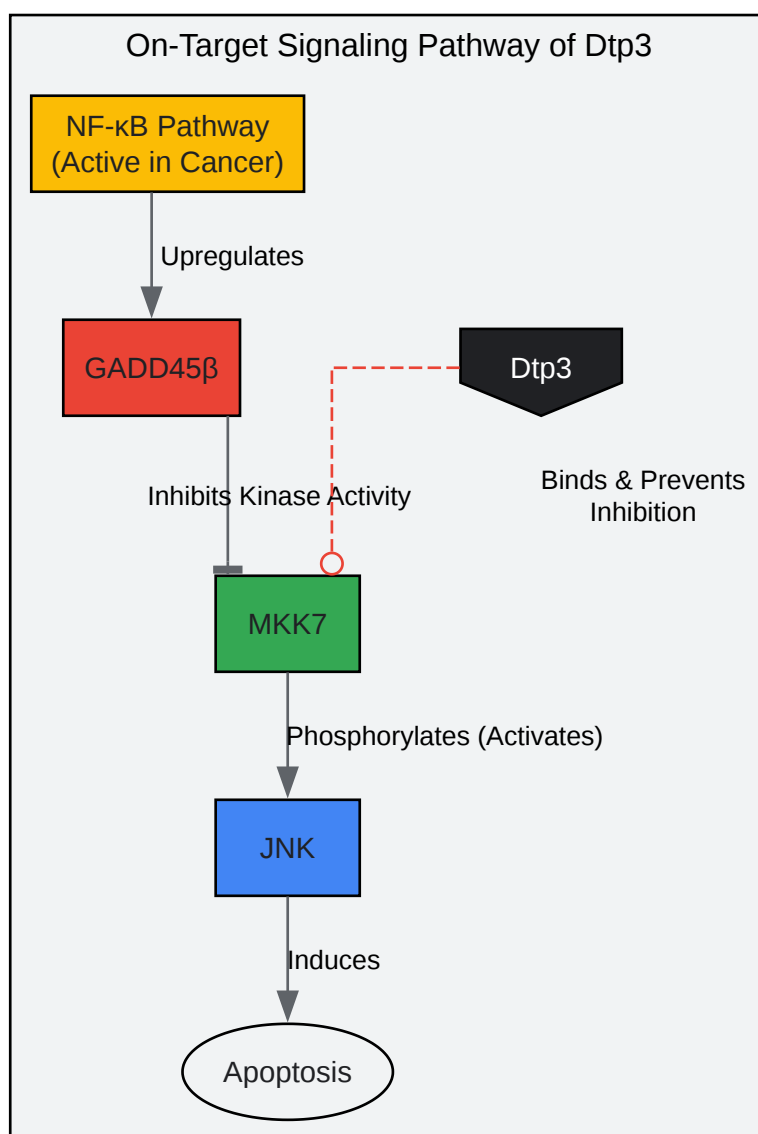 On-Target Signaling Pathway of Dtp3
NF-κB Pathway
(Active in Cancer)
Upregulates
GADD45β
Dtp3
Inhibits Kinase Activity
Binds & Prevents
Inhibition
MKK7
Phosphorylates (Activates)
JNK
Induces
Apoptosis